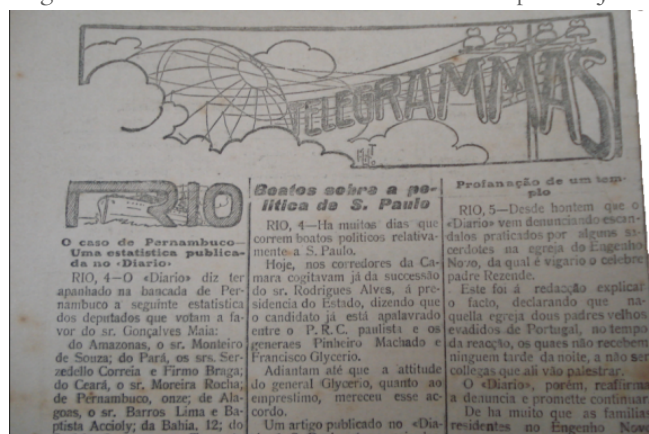 TELEGRAMMAS
RIO
O caso de Pernambuco—
Uma estatistica publica-
da no «Diario»
RIO, 4—O «Diario» diz ter
apanhado na bancada de Per-
nambuco a seguinte estatistica
dos deputados que votam a fa-
vor do sr. Gonçalves Maia:
do Amazonas, o sr. Monteiro
de Souza; do Pará, os srs. Ser-
zedello Correia e Firmo Braga;
do Ceará, o sr. Moreira Rocha;
de Pernambuco, onze; de Ala-
goas, o sr. Barros Lima e Ba-
ptista Accioly; da Bahia, 12; do
Boatos sobre a po-
litica de S. Paulo
RIO, 4—Ha muitos dias que
correm boatos politicos relativa-
mente a S. Paulo.
Hoje, nos corredores da Ca-
mara cogitavam já da successão
do sr. Rodrigues Alves, á pre-
sidencia do Estado, dizendo que
o candidato já está apalavrado
entre o P. R. C. paulista e os
generaes Pinheiro Machado e
Francisco Glycerio.
Adiantam até que a attitude
do general Glycerio, quanto ao
emprestimo, mereceu esse ac-
cordo.
Um artigo publicado no «Dia-
Profanação de um tem-
plo
RIO, 5—Desde hontem que o
«Diario» vem denunciando escan-
dalos praticados por alguns sa-
cerdotes na egreja do Engenho
Novo, da qual é vigario o celebre
padre Rezende.
Este foi á redacção explicar
o facto, declarando que na-
quella egreja dous padres velhos
evadidos de Portugal, no tempo
da reacção, os quaes não recebem
ninguem tarde da noite, a não ser
collegas que ali vão palestrar.
O «Diario», porém, reaffirma
a denuncia e promette continuar.
De ha muito que as familias
residentes no Engenho Novo